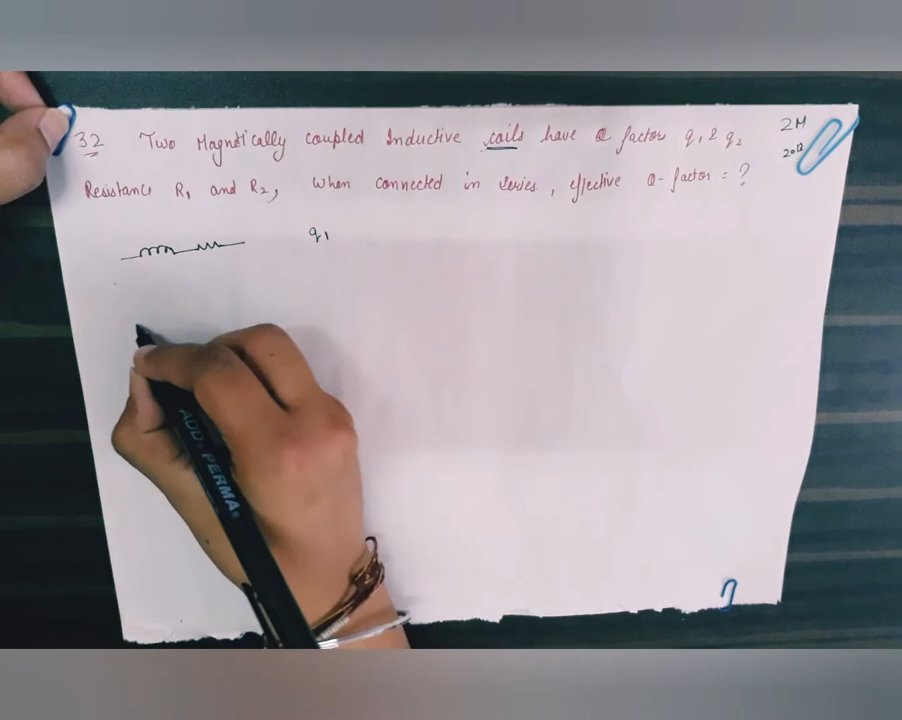 32 Two Magnetically coupled Inductive coils have Q factors q1 & q2 2M
2013
Resistance R1 and R2, When connected in series, effective Q-factor = ?
q1
ADD PERMA